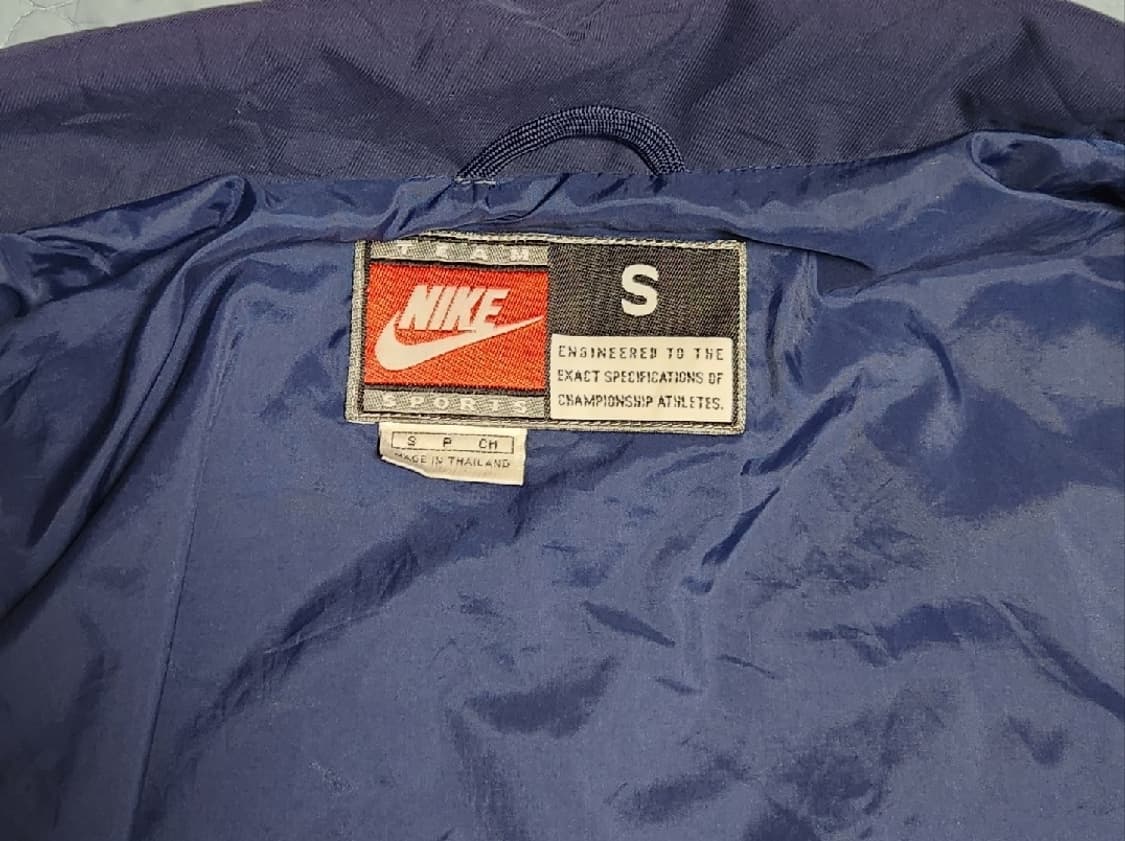 TEAM
NIKE
SPORTS
S
ENGINEERED TO THE
EXACT SPECIFICATIONS OF
CHAMPIONSHIP ATHLETES.
S P CH
MADE IN THAILAND